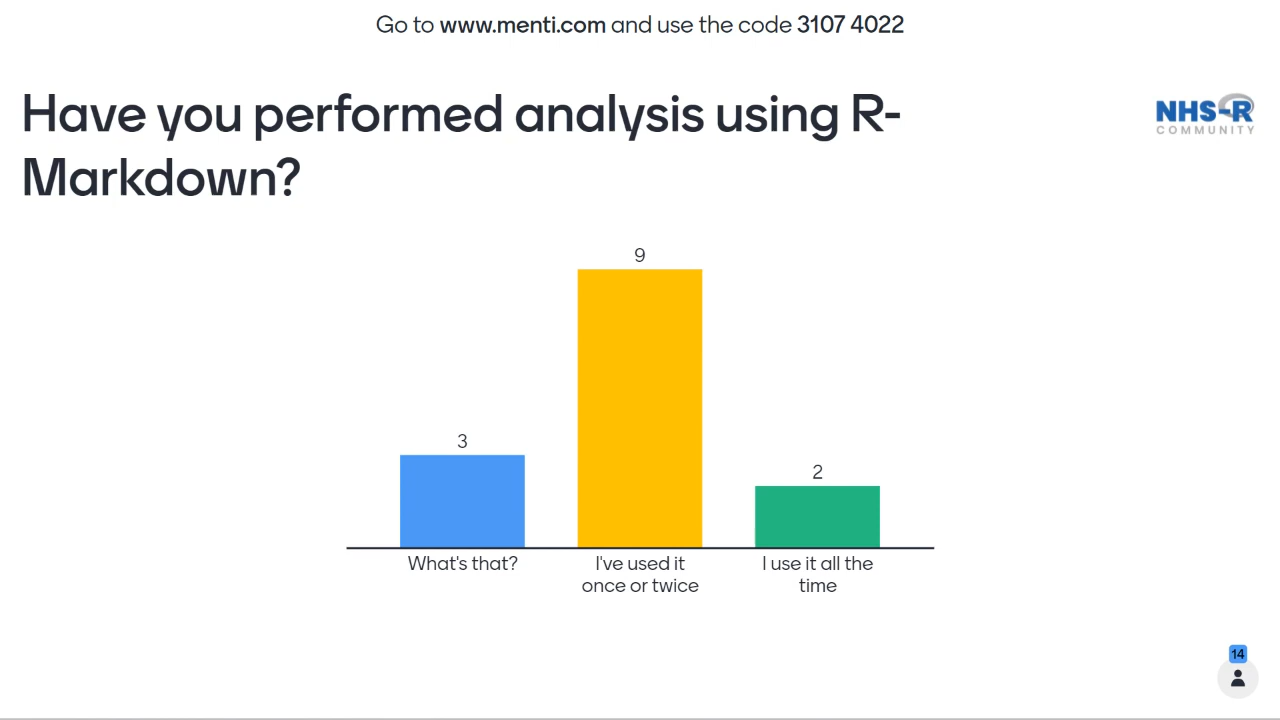 Go to www.menti.com and use the code 3107 4022
Have you performed analysis using R-
Markdown?
NHS-R
COMMUNITY
9
3
2
What's that?
I've used it
once or twice
I use it all the
time
14